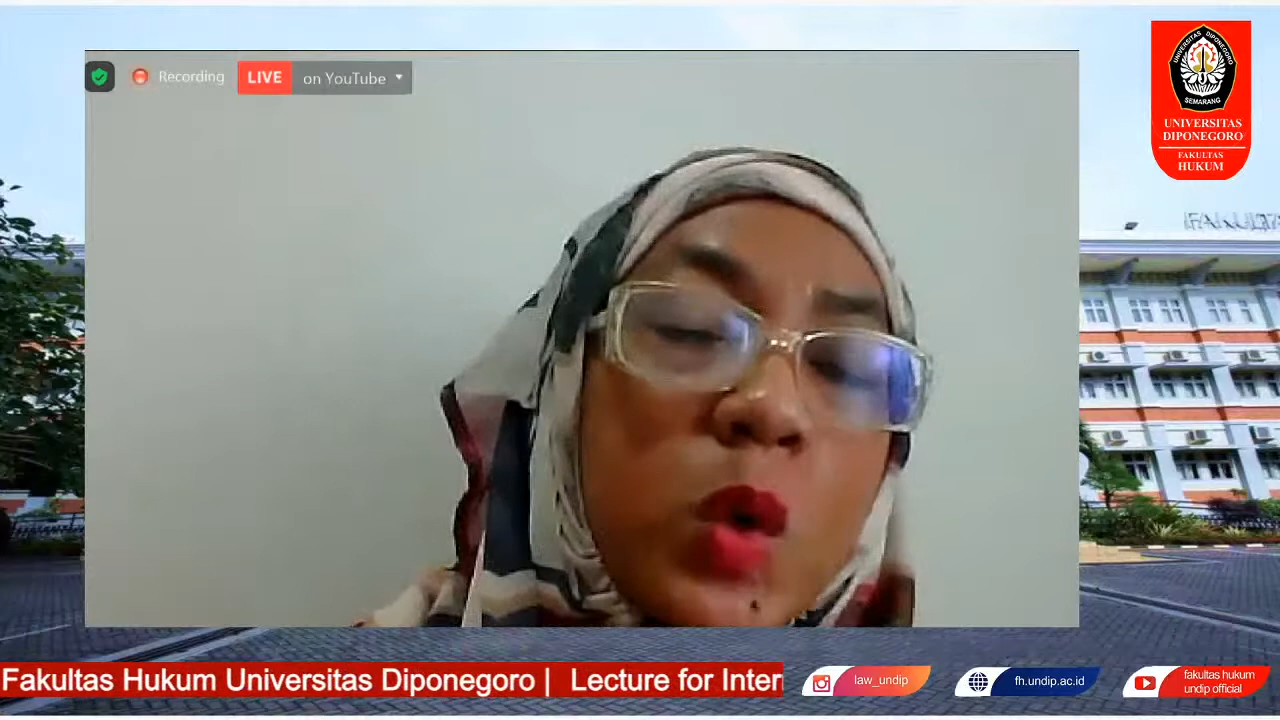 Recording
LIVE
on YouTube
UNIVERSITAS DIPONEGORO
SEMARANG
UNIVERSITAS
DIPONEGORO
FAKULTAS
HUKUM
Fakultas Hukum Universitas Diponegoro | Lecture for Inter
law_undip
fh.undip.ac.id
fakultas hukum
undip official